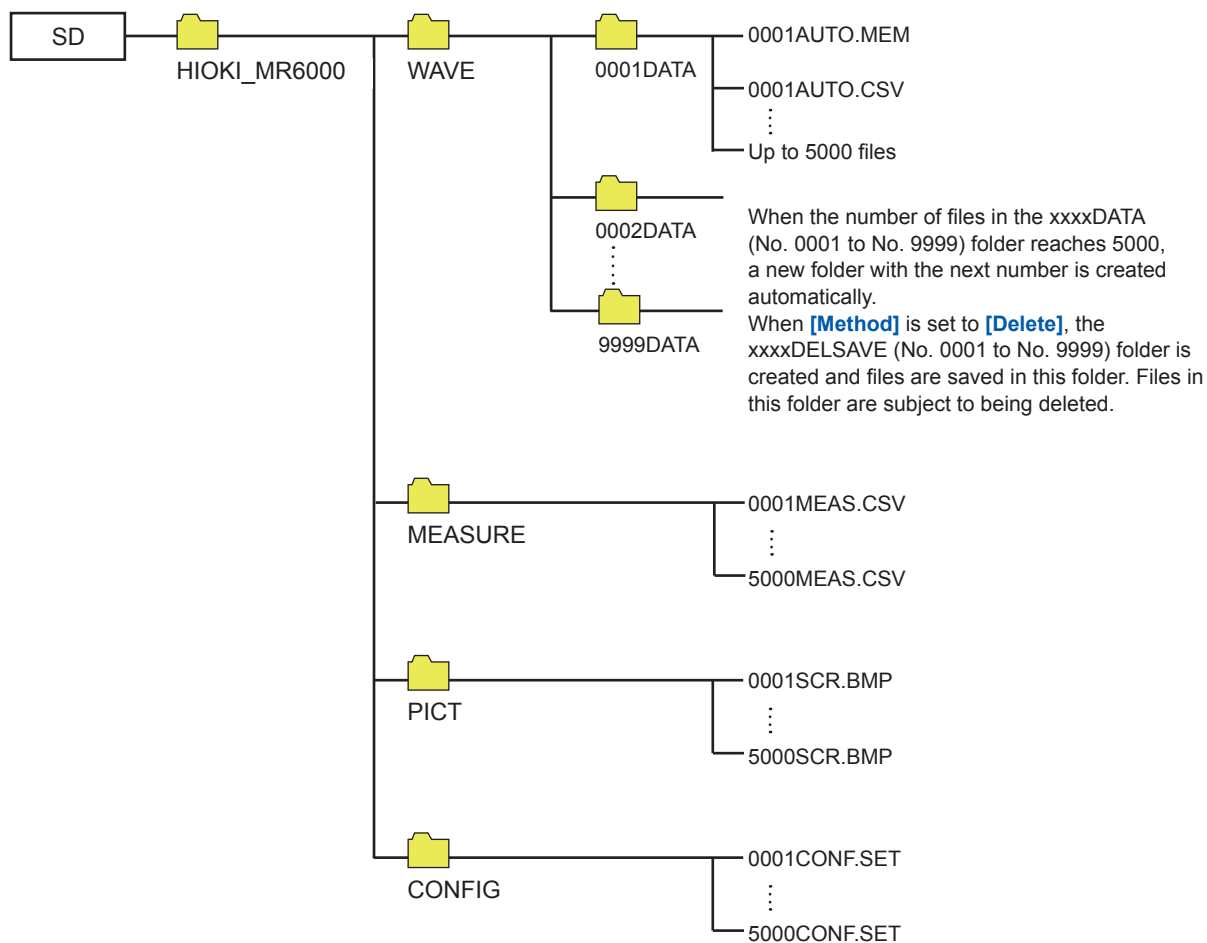 SD
HIOKI_MR6000
WAVE
0001DATA
0001AUTO.MEM
0001AUTO.CSV
Up to 5000 files
0002DATA
9999DATA
When the number of files in the xxxxDATA
(No. 0001 to No. 9999) folder reaches 5000,
a new folder with the next number is created
automatically.
When [Method] is set to [Delete], the
xxxxDELSAVE (No. 0001 to No. 9999) folder is
created and files are saved in this folder. Files in
this folder are subject to being deleted.
MEASURE
0001MEAS.CSV
5000MEAS.CSV
PICT
0001SCR.BMP
5000SCR.BMP
CONFIG
0001CONF.SET
5000CONF.SET